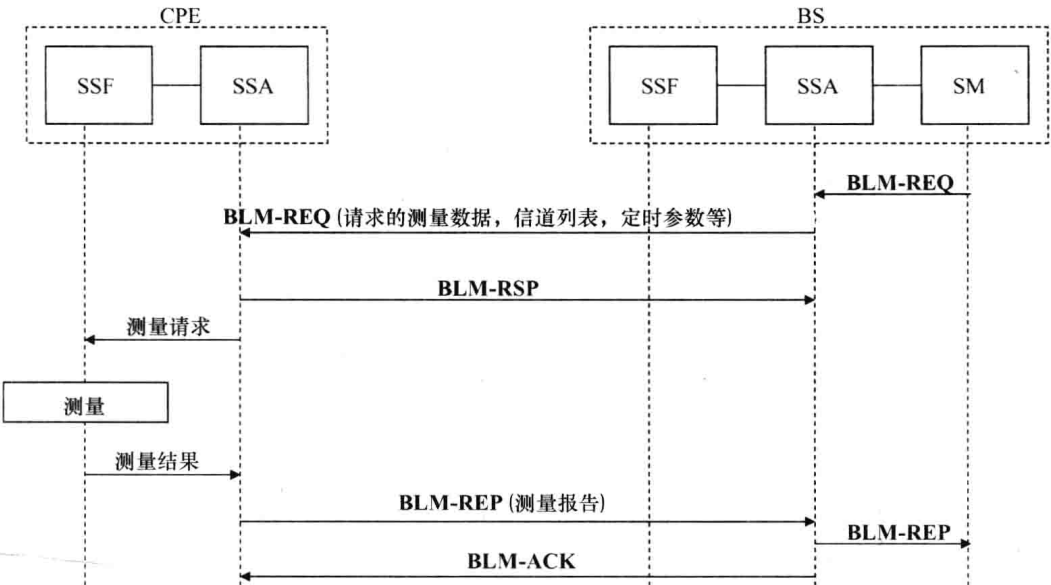 CPE
BS
SSF
SSA
SSF
SSA
SM
BLM-REQ
BLM-REQ (请求的测量数据，信道列表，定时参数等)
BLM-RSP
测量请求
测量
测量结果
BLM-REP (测量报告)
BLM-REP
BLM-ACK